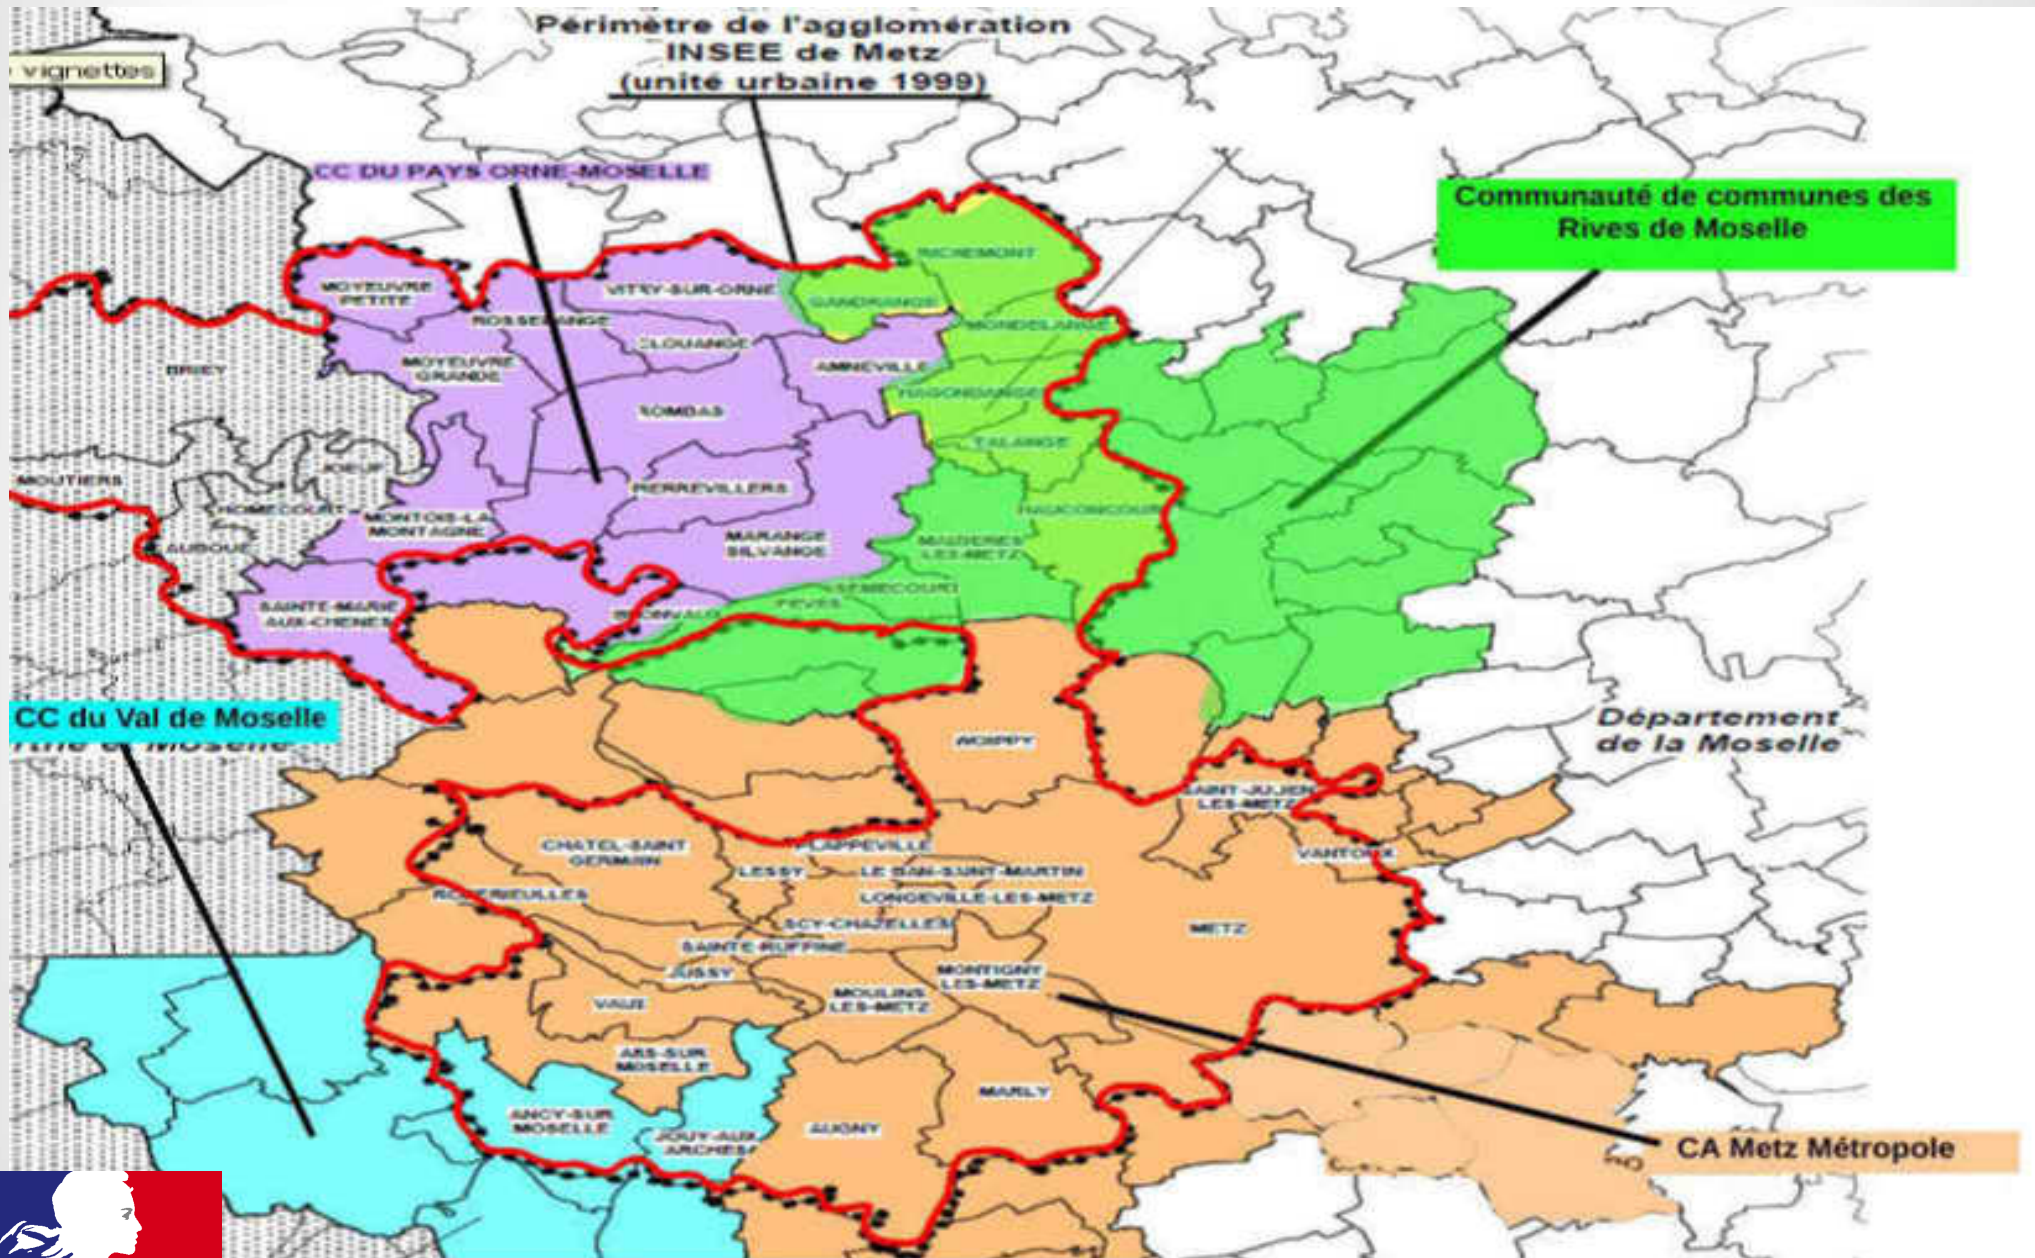 Périmètre de l'agglomération
INSEE de Metz
(unité urbaine 1999)
vignettes
CC DU PAYS ORNE-MOSELLE
Communauté de communes des
Rives de Moselle
RICHEMONT
MOYEUVRE
PETITE
VITRY-SUR-ORNE
GANDRANGE
ROSSELANGE
MONDELANGE
CLOUANGE
BRIEY
MOYEUVRE
GRANDE
AMNEVILLE
HAGONDANGE
ROMBAS
TALANGE
JOEUF
MOUTIERS
PIERREVILLERS
HOMECOURT
HAUCONCOURT
MONTOIS-LA
MONTAGNE
AUBOUE
MARANGE
SILVANGE
MAIZIERES
LES-METZ
SEMECOURT
FEVES
SAINTE-MARIE
AUX-CHENES
BRONVAUX
CC du Val de Moselle
Département
de la Moselle
WOIPPY
SAINT-JULIEN
LES-METZ
CHATEL-SAINT
GERMAIN
PLAPPEVILLE
VANTOUX
LESSY
LE BAN-SAINT-MARTIN
ROZERIEULLES
LONGEVILLE-LES-METZ
SCY-CHAZELLES
METZ
SAINTE-RUFFINE
JUSSY
MONTIGNY
LES-METZ
VAUX
MOULINS
LES-METZ
ARS-SUR
MOSELLE
MARLY
ANCY-SUR
MOSELLE
AUGNY
JOUY-AUX
ARCHES
CA Metz Métropole